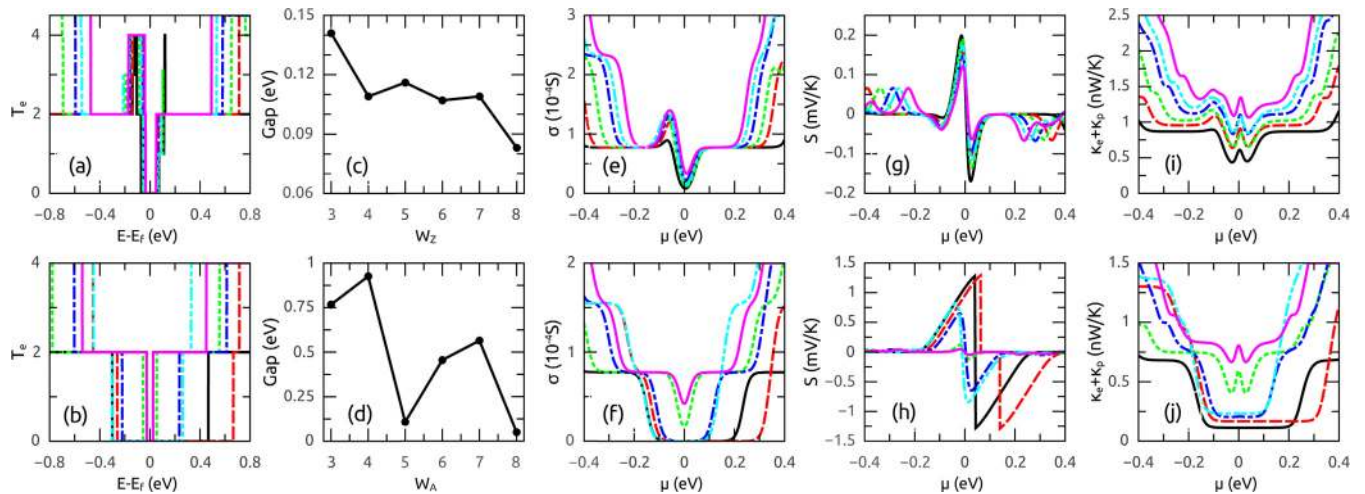 4
2
0
T_e
(a)
−0.8 −0.4 0 0.4 0.8
E-E_f (eV)
0.15
0.12
0.09
0.06
Gap (eV)
(c)
3 4 5 6 7 8
W_Z
3
2
1
0
σ (10⁻⁴S)
(e)
−0.4 −0.2 0 0.2 0.4
μ (eV)
0.2
0.1
0
−0.1
−0.2
S (mV/K)
(g)
−0.4 −0.2 0 0.2 0.4
μ (eV)
2.5
2
1.5
1
0.5
0
κ_e+κ_p (nW/K)
(i)
−0.4 −0.2 0 0.2 0.4
μ (eV)
4
2
0
T_e
(b)
−0.8 −0.4 0 0.4 0.8
E-E_f (eV)
1
0.75
0.5
0.25
0
Gap (eV)
(d)
3 4 5 6 7 8
W_A
2
1
0
σ (10⁻⁴S)
(f)
−0.4 −0.2 0 0.2 0.4
μ (eV)
1.5
1
0.5
0
−0.5
−1
−1.5
S (mV/K)
(h)
−0.4 −0.2 0 0.2 0.4
μ (eV)
1.5
1
0.5
0
κ_e+κ_p (nW/K)
(j)
−0.4 −0.2 0 0.2 0.4
μ (eV)